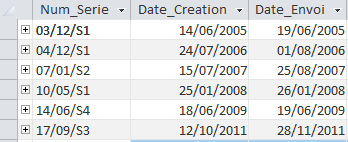 Num_Serie Date_Creation Date_Envoi
03/12/S1 14/06/2005 19/06/2005
04/12/S1 24/07/2006 01/08/2006
07/01/S2 15/07/2007 25/08/2007
10/05/S1 25/01/2008 26/01/2008
14/06/S4 18/06/2009 19/06/2009
17/09/S3 12/10/2011 28/11/2011